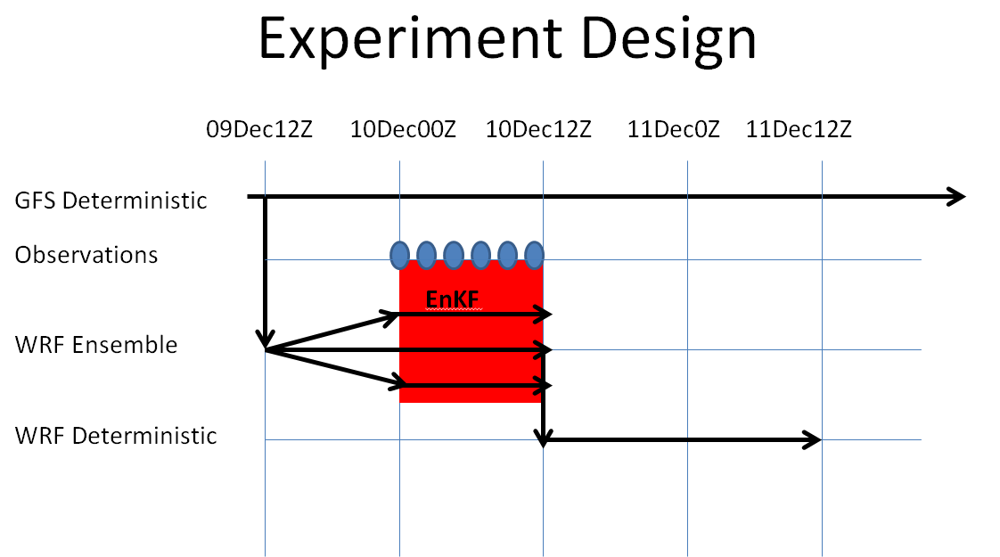 Experiment Design
09Dec12Z 10Dec00Z 10Dec12Z 11Dec0Z 11Dec12Z
GFS Deterministic
Observations
EnKF
WRF Ensemble
WRF Deterministic